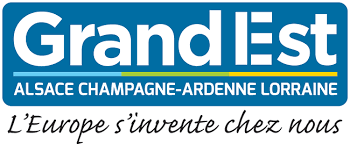 Grand Est
ALSACE CHAMPAGNE-ARDENNE LORRAINE
L'Europe s'invente chez nous